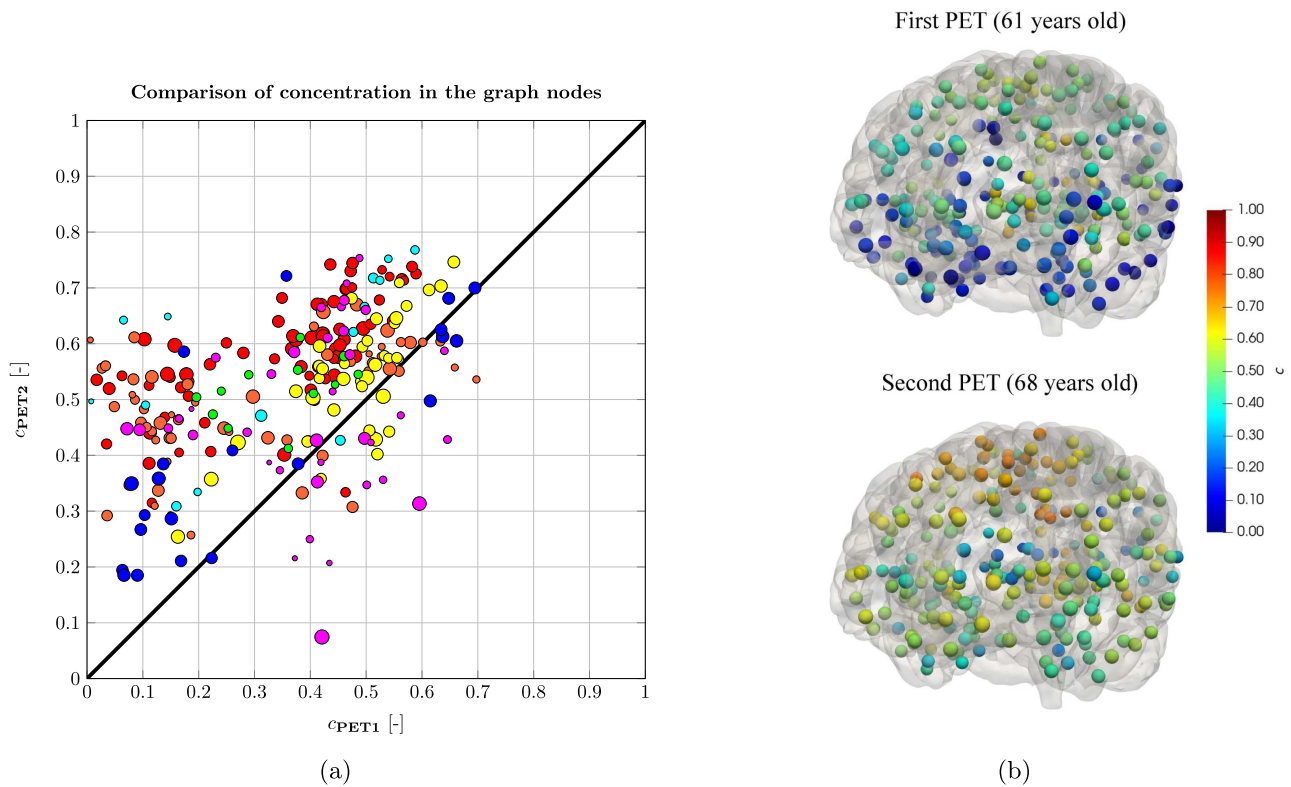 Comparison of concentration in the graph nodes
1
0.9
0.8
0.7
0.6
0.5
0.4
0.3
0.2
0.1
0
0 0.1 0.2 0.3 0.4 0.5 0.6 0.7 0.8 0.9 1
cPET2 [-]
cPET1 [-]
(a)
First PET (61 years old)
Second PET (68 years old)
1.00
0.90
0.80
0.70
0.60
0.50
0.40
0.30
0.20
0.10
0.00
c
(b)